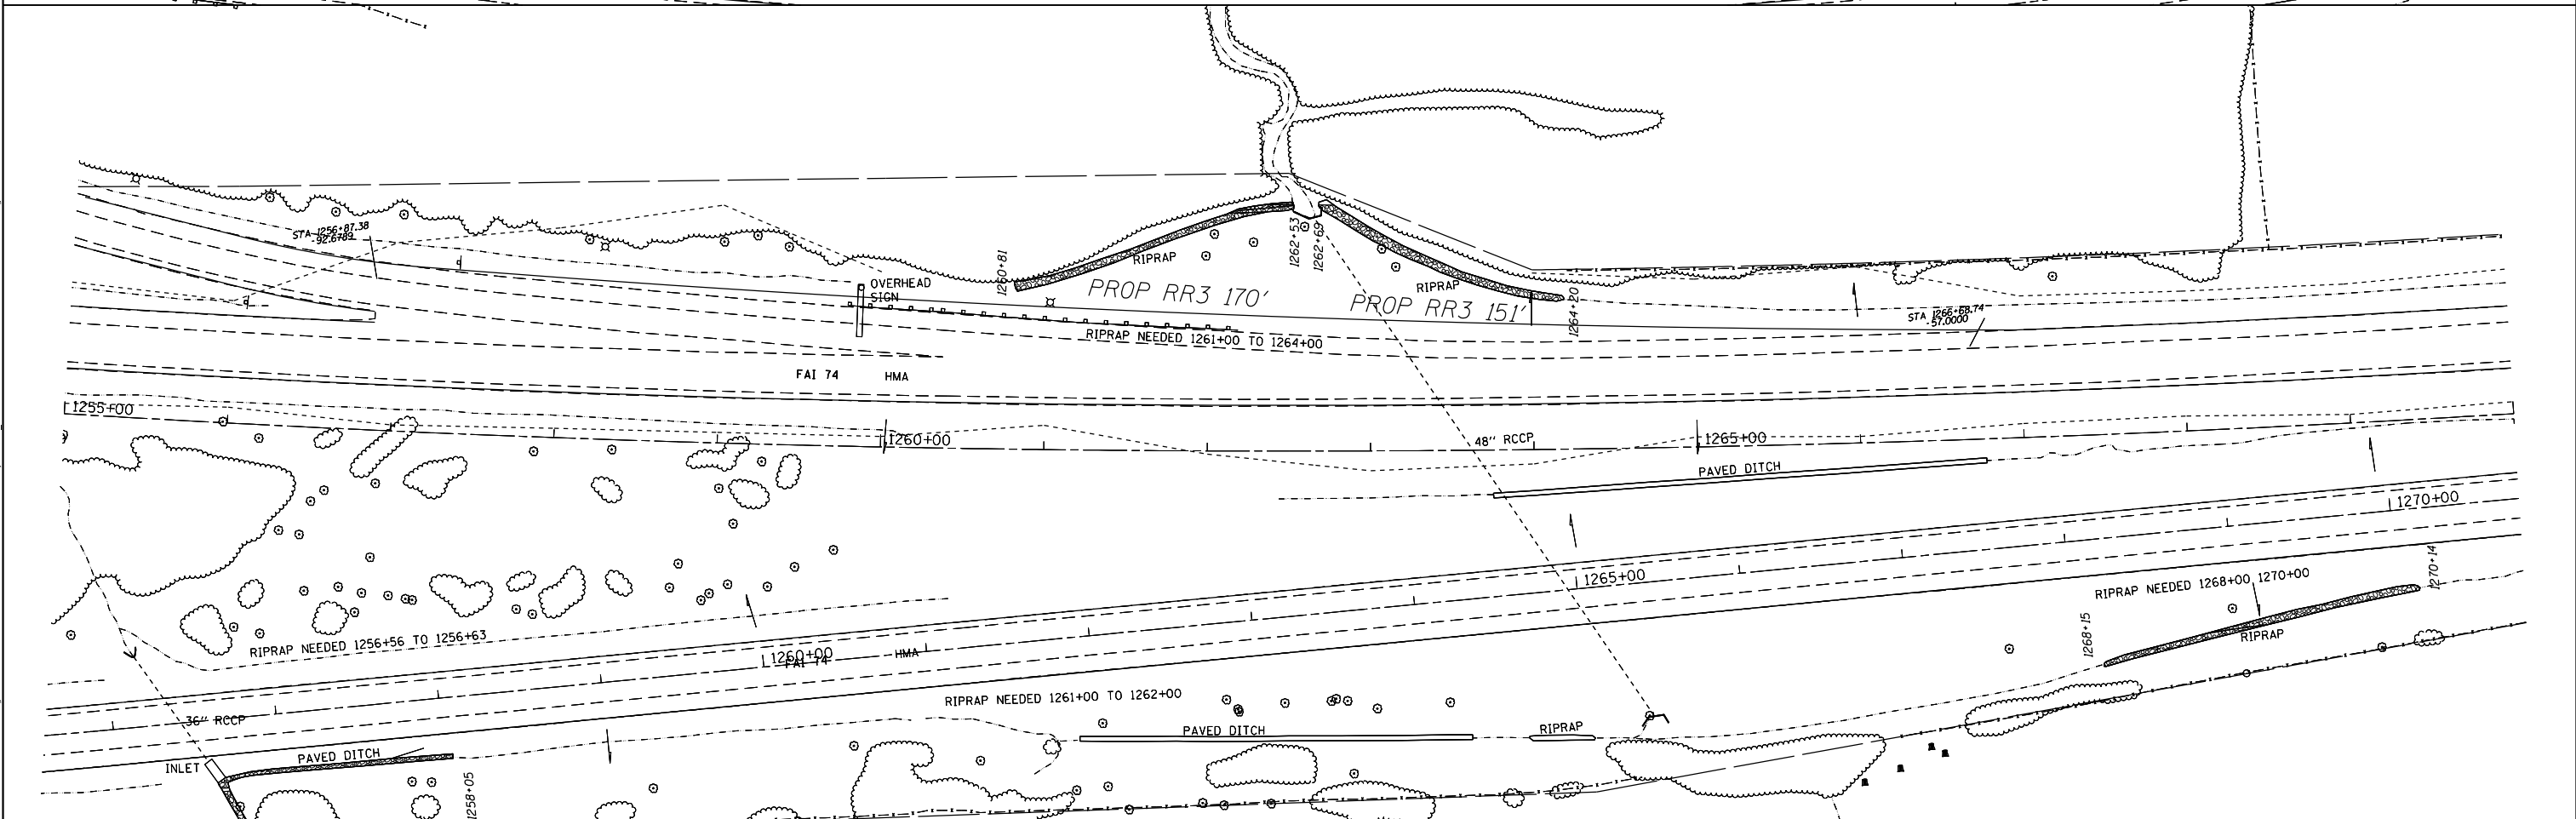 STA 1256+87.38
-92.6789
OVERHEAD
SIGN
1260+81
RIPRAP
PROP RR3 170'
1262+53
1262+69
PROP RR3 151'
RIPRAP
1264+20
STA 1266+68.74
-57.0000
RIPRAP NEEDED 1261+00 TO 1264+00
FAI 74
HMA
1255+00
1260+00
48" RCCP
1265+00
PAVED DITCH
1270+00
1265+00
RIPRAP NEEDED 1268+00 1270+00
1270+14
1268+15
RIPRAP
RIPRAP NEEDED 1256+56 TO 1256+63
1260+00
FAI 74
HMA
RIPRAP NEEDED 1261+00 TO 1262+00
36" RCCP
PAVED DITCH
RIPRAP
PAVED DITCH
INLET
1258+05